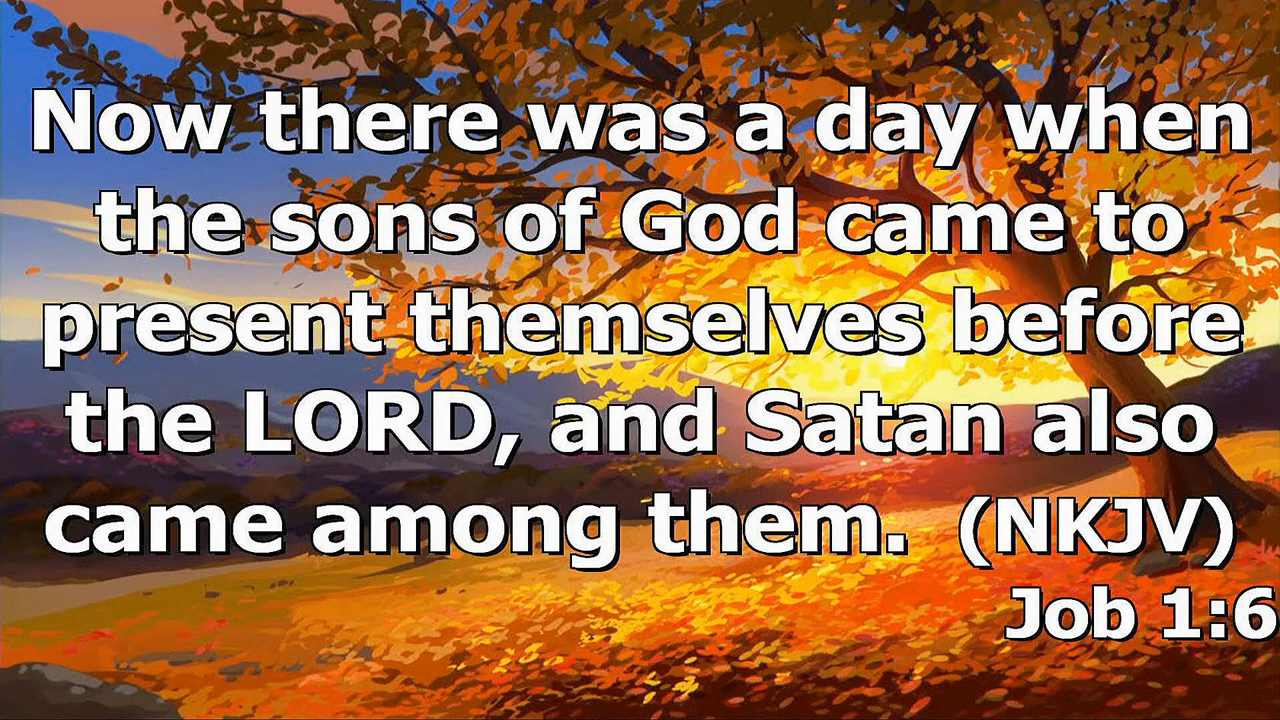 Now there was a day when
the sons of God came to
present themselves before
the LORD, and Satan also
came among them. (NKJV)
Job 1:6